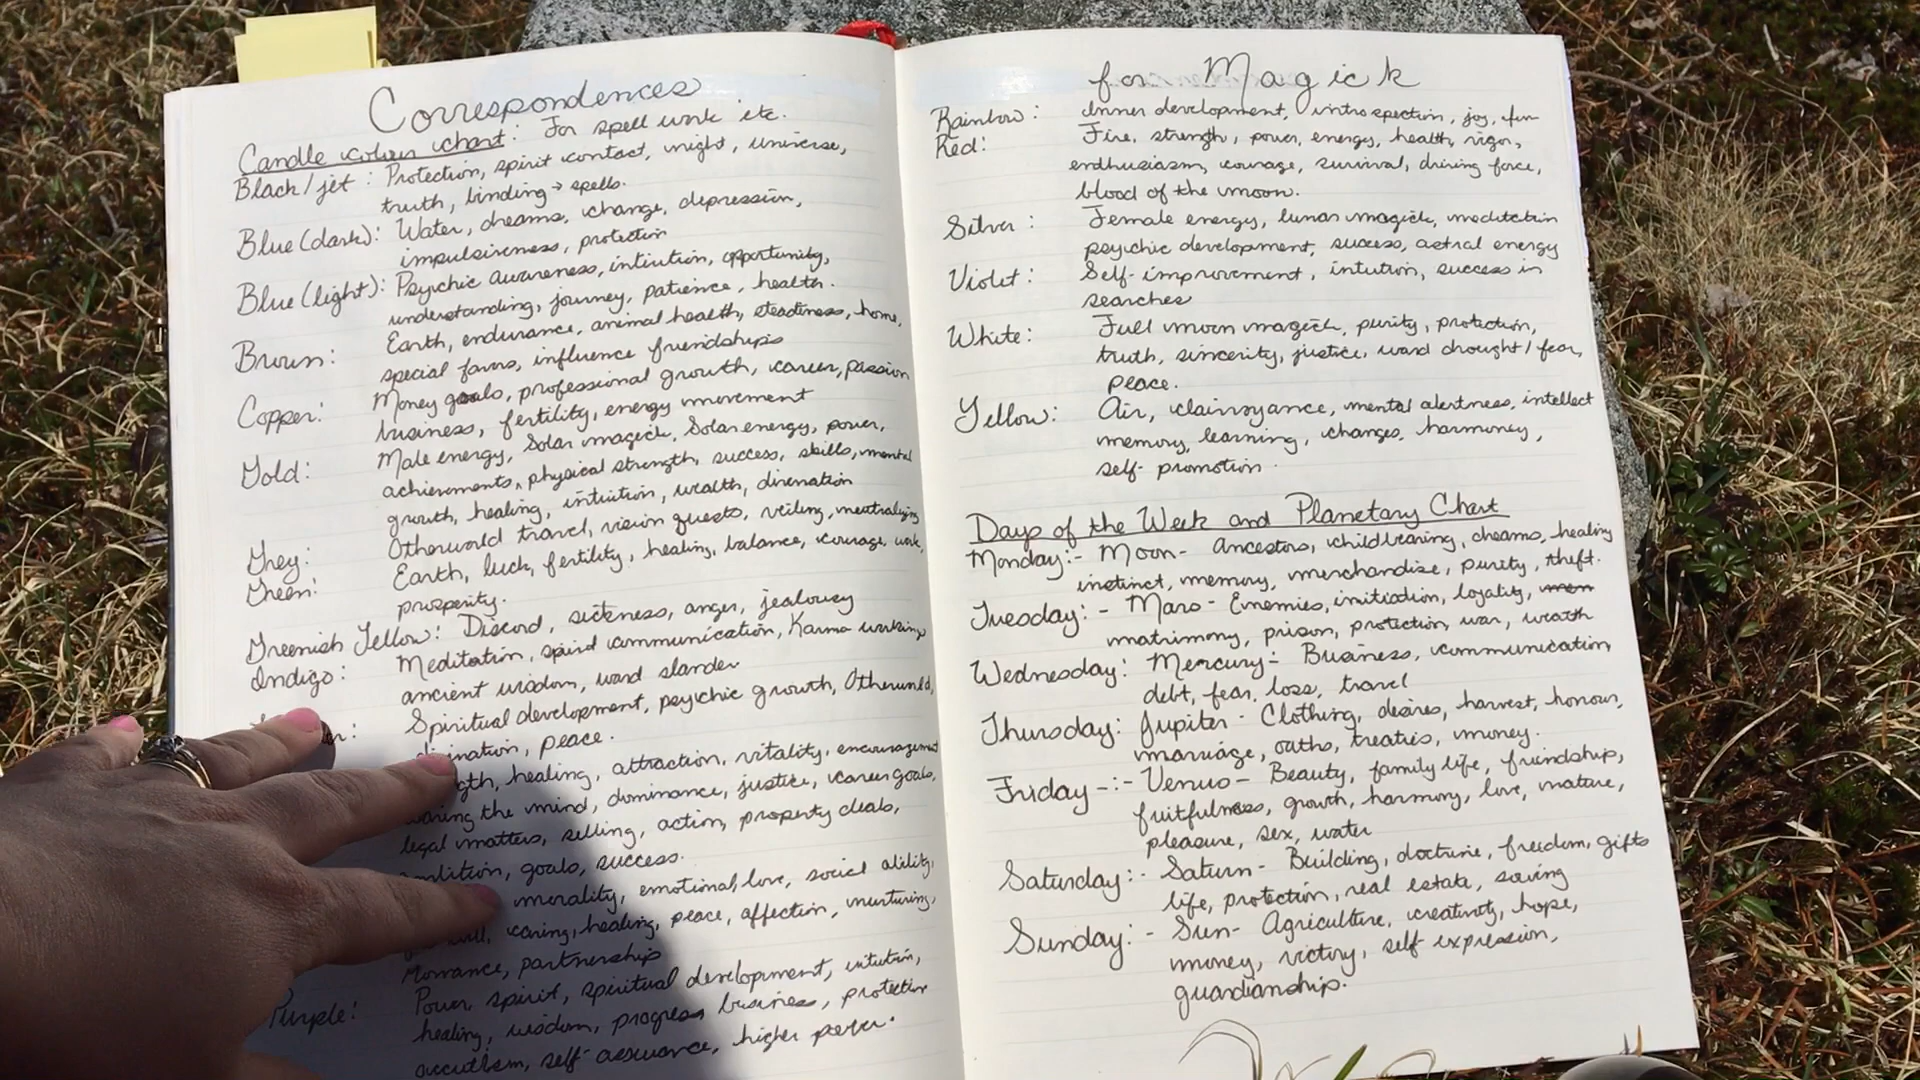 Correspondences
Candle colour chart: For spell work etc.
Black/jet: Protection, spirit contact, night, universe,
truth, binding → spells.
Blue (dark): Water, dreams, change, depression,
impulsiveness, protection
Blue (light): Psychic awareness, intiution, opportunity,
understanding, journey, patience, health.
Brown: Earth, endurance, animal health, steadiness, home,
special favors, influence friendships
Copper: Money goals, professional growth, career, passion
business, fertility, energy movement
Gold: Male energy, Solar magick, Solar energy, power,
achievements, physical strength, success, skills, mental
growth, healing, intiution, wealth, divination
Grey: Otherworld travel, vision quests, veiling, neutralizing
Green: Earth, luck, fertility, healing, balance, courage, work,
prosperity.
Greenish Yellow: Discord, sickness, anger, jealousy
Indigo: Meditation, spirit communication, Karma workings
ancient wisdom, ward slander
er: Spiritual development, psychic growth, Otherworld,
ination, peace.
gth, healing, attraction, vitality, encouragement
the mind, dominance, justice, career goals,
legal matters, selling, action, property deals,
ambition, goals, success.
morality, emotional love, social ability,
will, caring, healing, peace, affection, nurturing,
romance, partnership
Purple: Power, spirit, spiritual development, intuition,
healing, wisdom, progress business, protection
occultism, self-assurance, higher power.
for Magick
Rainbow: Inner development, introspection, joy, fun
Red: Fire, strength, power, energy, health, vigor,
endhusiasm, courage, survival, driving force,
blood of the moon.
Silver: Female energy, lunar magick, meditation
psychic development, success, astral energy
Violet: Self-improvement, intution, success in
searches
White: Full moon magick, purity, protection,
truth, sincerity, justice, ward drought / fear,
peace.
Yellow: Air, clairvoyance, mental alertness, intellect
memory, learning, changes, harmoney,
self-promotion.
Days of the Week and Planetary Chart
Monday:- Moon- Ancestors, childbearing, dreams, healing
instinct, memory, merchandise, purity, theft.
Tuesday:- Mars- Enemies, initiation, loyality, men
matrimony, prison, protection, war, wealth
Wednesday: Mercury:- Business, communication,
debt, fear, loss, travel
Thursday: Jupiter- Clothing, desires, harvest, honour,
marriage, oaths, treaties, money.
Friday-:- Venus- Beauty, family life, friendship,
fruitfulness, growth, harmony, love, nature,
pleasure, sex, water
Saturday:- Saturn- Building, doctrine, freedom, gifts
life, protection, real estate, saving
Sunday:- Sun- Agriculture, creativity, hope,
money, victory, self expression,
guardianship.